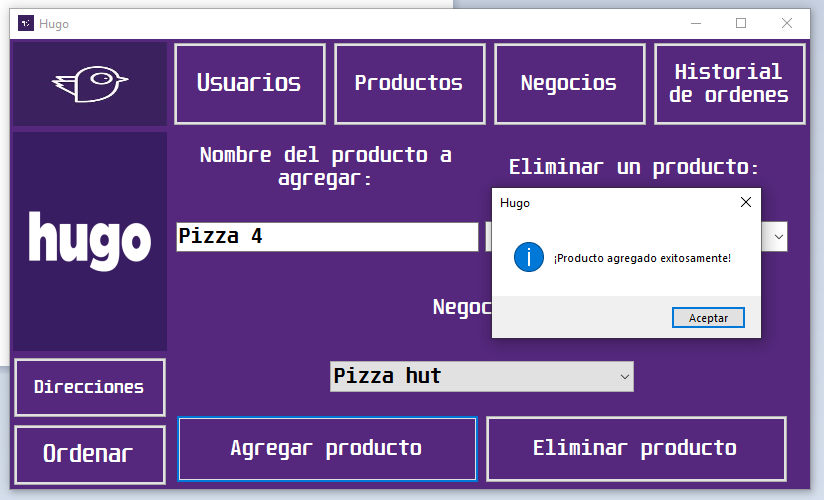 Hugo
Usuarios
Productos
Negocios
Historial
de ordenes
hugo
Nombre del producto a
agregar:
Eliminar un producto:
Pizza 4
Hugo
¡Producto agregado exitosamente!
Aceptar
Negoc
Pizza hut
Direcciones
Ordenar
Agregar producto
Eliminar producto